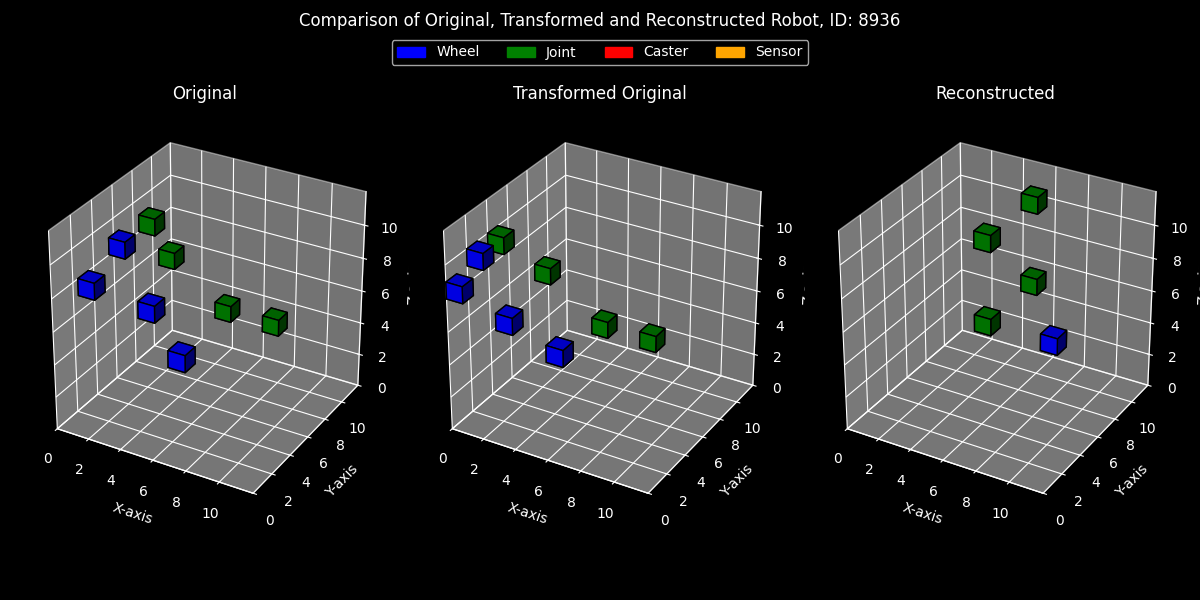 Comparison of Original, Transformed and Reconstructed Robot, ID: 8936
Wheel Joint Caster Sensor
Original Transformed Original Reconstructed
10 10 10
8 8 8
6 6 6
4 4 4
2 2 2
0 0 0
0 2 4 6 8 10 0 2 4 6 8 10 0 2 4 6 8 10
0 2 4 6 8 10 0 2 4 6 8 10 0 2 4 6 8 10
X-axis Y-axis X-axis Y-axis X-axis Y-axis